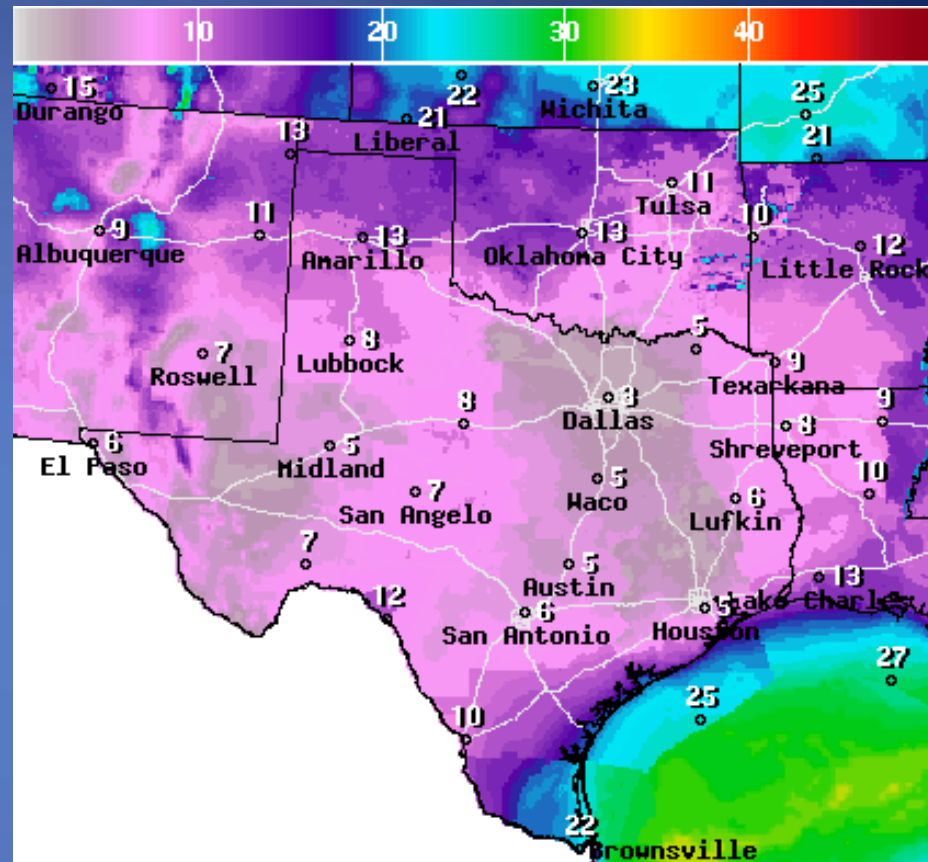 10 20 30 40
15
Durango
22
23
Wichita
25
21
Liberal
21
13
11
Tulsa
9
Albuquerque
11
13
Amarillo
13
Oklahoma City
10
12
Little Rock
7
Roswell
8
Lubbock
5
9
Texarkana
3
Dallas
8
8
Shreveport
9
6
El Paso
5
Midland
7
San Angelo
5
Waco
6
Lufkin
10
7
5
Austin
13
Lake Charles
12
6
San Antonio
5
Houston
27
25
10
22
Brownsville